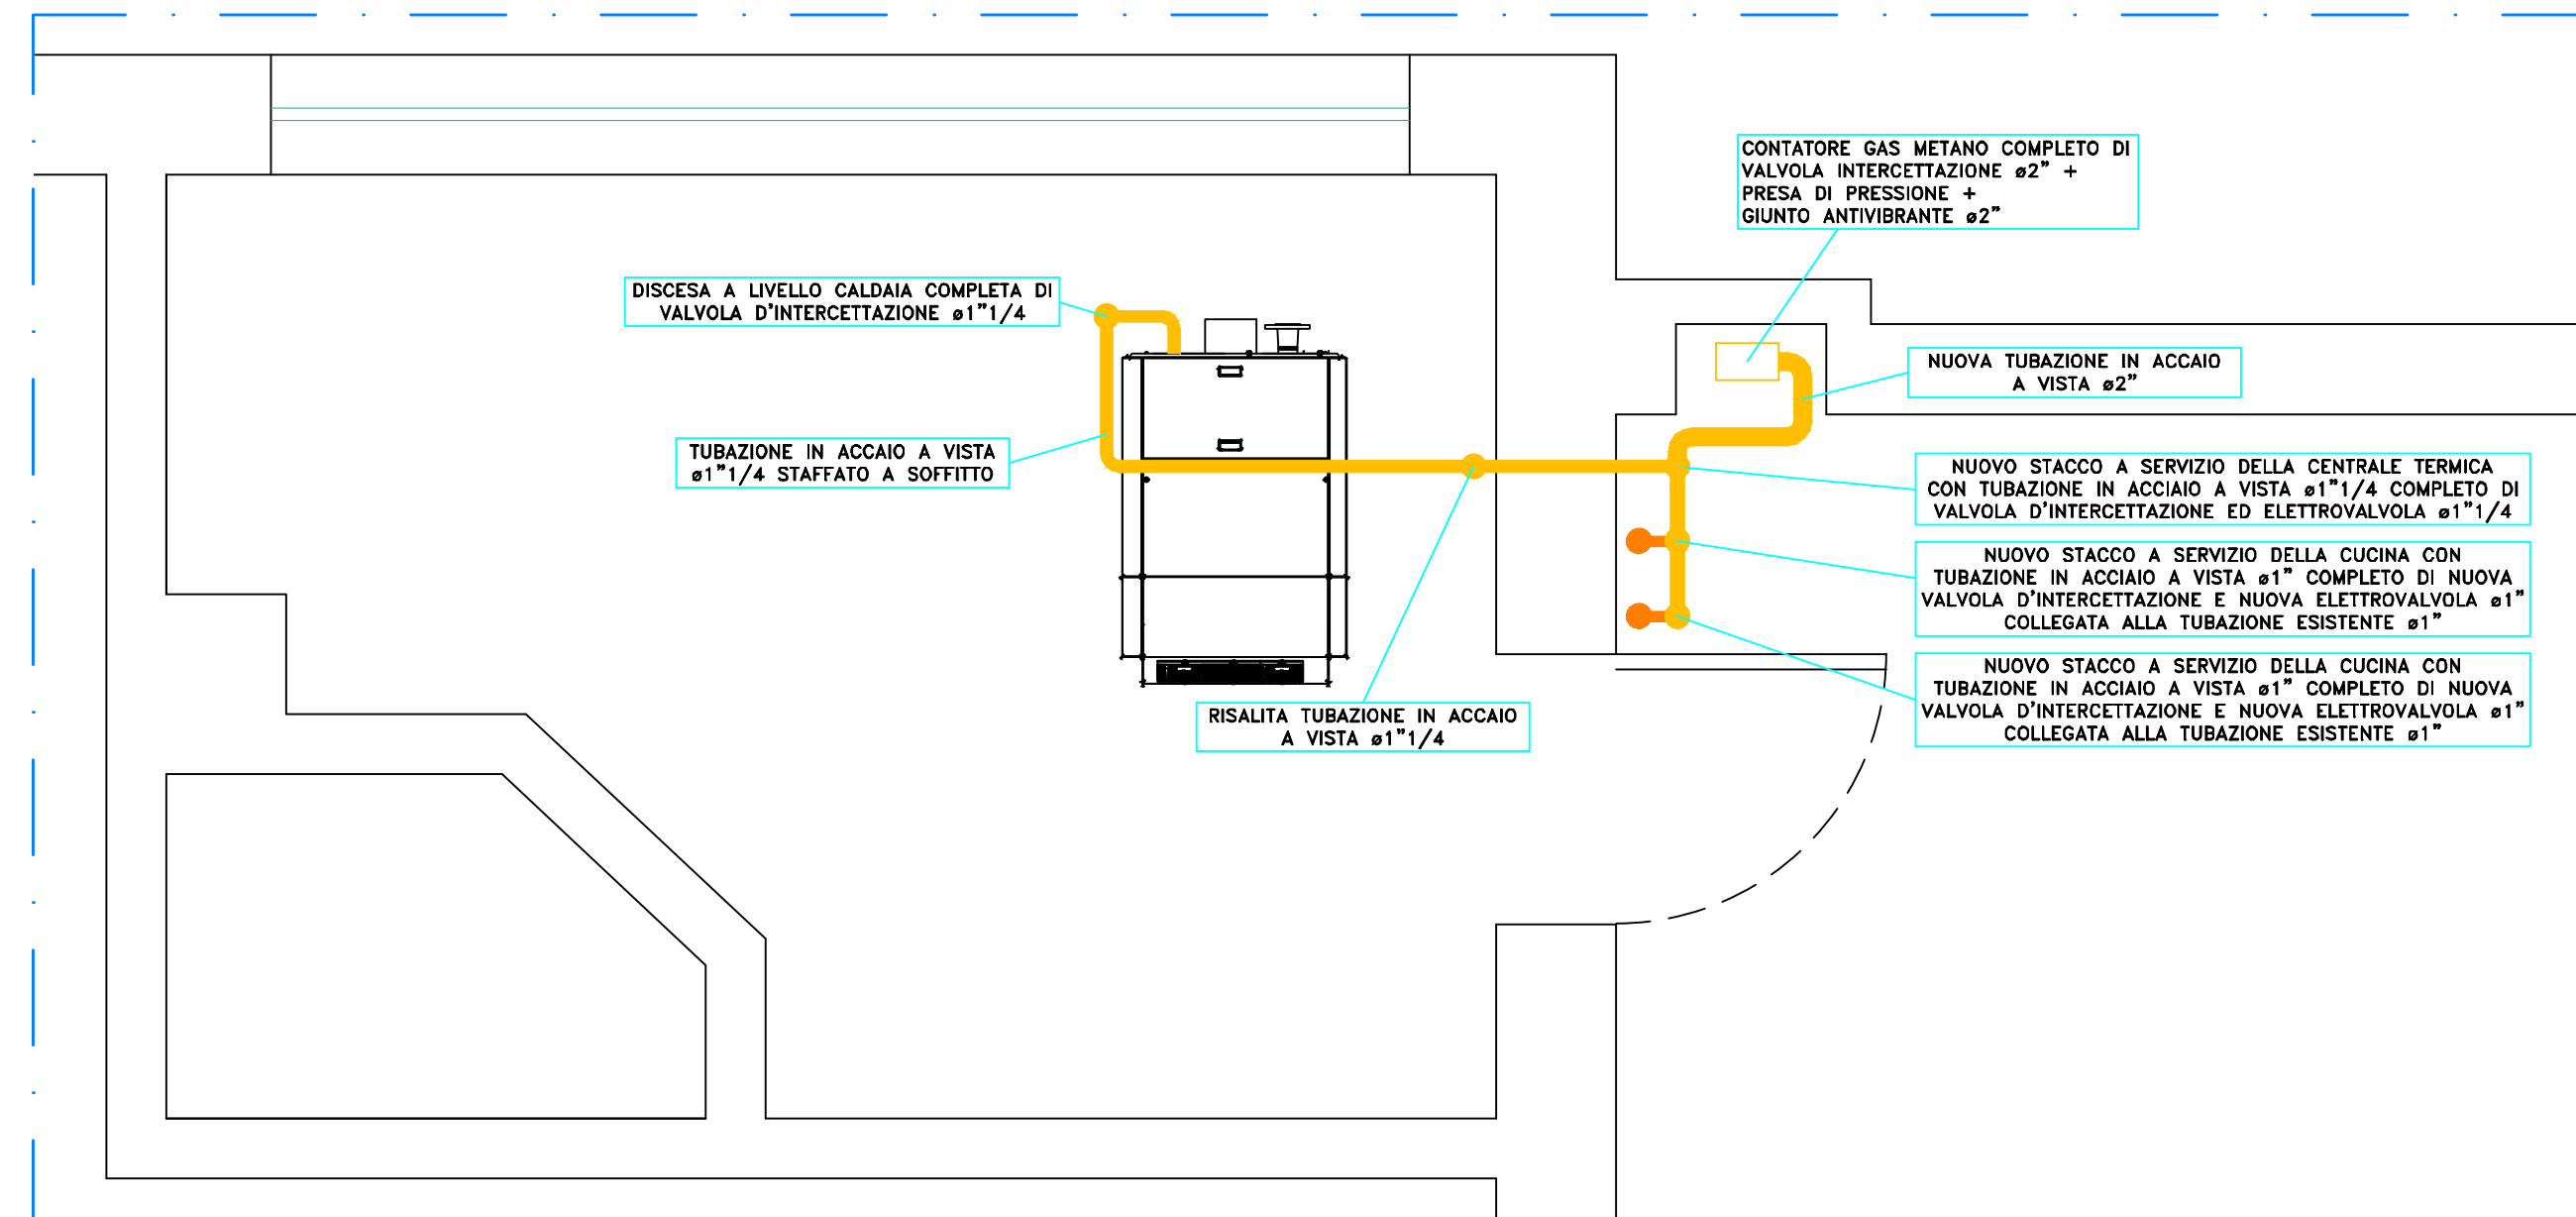 CONTATORE GAS METANO COMPLETO DI
VALVOLA INTERCETTAZIONE ø2" +
PRESA DI PRESSIONE +
GIUNTO ANTIVIBRANTE ø2"
DISCESA A LIVELLO CALDAIA COMPLETA DI
VALVOLA D'INTERCETTAZIONE ø1"1/4
NUOVA TUBAZIONE IN ACCAIO
A VISTA ø2"
TUBAZIONE IN ACCAIO A VISTA
ø1"1/4 STAFFATO A SOFFITTO
NUOVO STACCO A SERVIZIO DELLA CENTRALE TERMICA
CON TUBAZIONE IN ACCIAIO A VISTA ø1"1/4 COMPLETO DI
VALVOLA D'INTERCETTAZIONE ED ELETTROVALVOLA ø1"1/4
NUOVO STACCO A SERVIZIO DELLA CUCINA CON
TUBAZIONE IN ACCIAIO A VISTA ø1" COMPLETO DI NUOVA
VALVOLA D'INTERCETTAZIONE E NUOVA ELETTROVALVOLA ø1"
COLLEGATA ALLA TUBAZIONE ESISTENTE ø1"
NUOVO STACCO A SERVIZIO DELLA CUCINA CON
TUBAZIONE IN ACCIAIO A VISTA ø1" COMPLETO DI NUOVA
VALVOLA D'INTERCETTAZIONE E NUOVA ELETTROVALVOLA ø1"
COLLEGATA ALLA TUBAZIONE ESISTENTE ø1"
RISALITA TUBAZIONE IN ACCAIO
A VISTA ø1"1/4